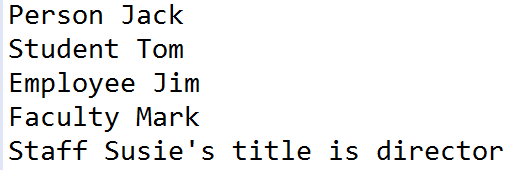 Person Jack
Student Tom
Employee Jim
Faculty Mark
Staff Susie's title is director